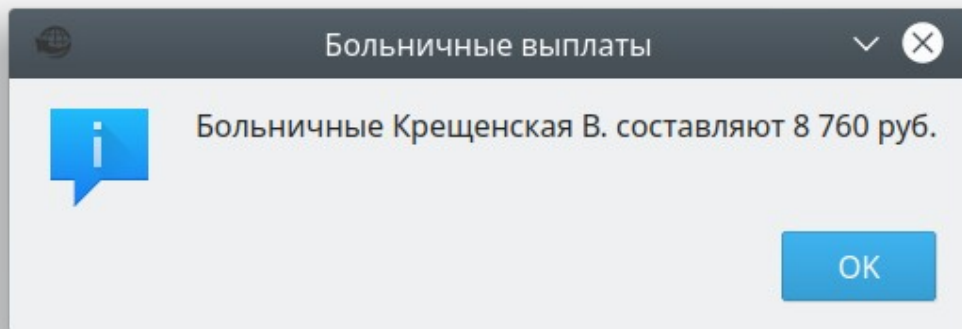 Больничные выплаты
Больничные Крещенская В. составляют 8 760 руб.
OK